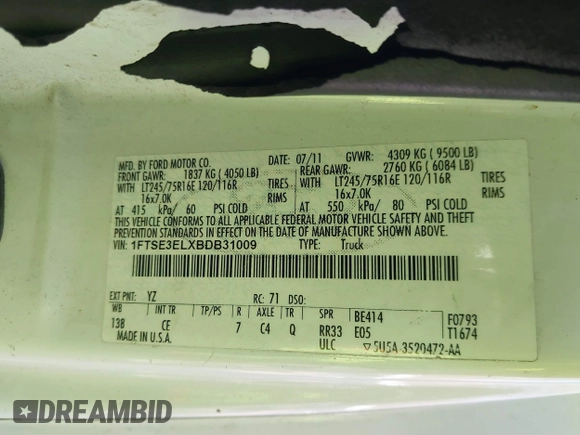 MFD. BY FORD MOTOR CO.
DATE: 07/11 GVWR: 4309 KG ( 9500 LB)
FRONT GAWR: 1837 KG ( 4050 LB) REAR GAWR: 2760 KG ( 6084 LB)
WITH LT245/75R16E 120/116R TIRES WITH LT245/75R16E 120/116R TIRES
16x7.0K RIMS 16x7.0K RIMS
AT 415 kPa/ 60 PSI COLD AT 550 kPa/ 80 PSI COLD
THIS VEHICLE CONFORMS TO ALL APPLICABLE FEDERAL MOTOR VEHICLE SAFETY AND THEFT
PREVENTION STANDARDS IN EFFECT ON THE DATE OF MANUFACTURE SHOWN ABOVE.
VIN: 1FTSE3ELXBDB31009 TYPE: Truck
EXT PNT: YZ RC: 71 DSO:
WB INT TR TP/PS R AXLE TR SPR BE414 F0793
138 CE 7 C4 Q RR33 E05 T1674
MADE IN U.S.A. ULC ▽5U5A-3520472-AA
DREAMBID